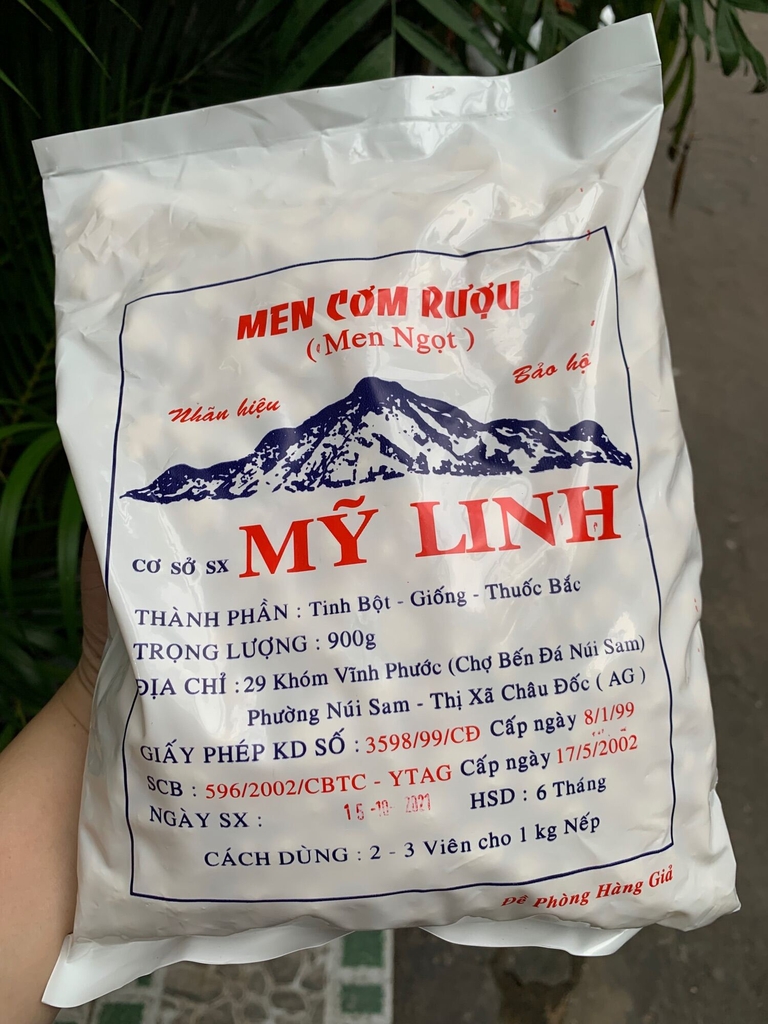 MEN CƠM RƯỢU
(Men Ngọt)
Nhãn hiệu
Bảo hộ
CƠ SỞ SX MỸ LINH
THÀNH PHẦN : Tinh Bột - Giống - Thuốc Bắc
TRỌNG LƯỢNG : 900g
ĐỊA CHỈ : 29 Khóm Vĩnh Phước (Chợ Bến Đá Núi Sam)
Phường Núi Sam - Thị Xã Châu Đốc ( AG )
GIẤY PHÉP KD SỐ : 3598/99/CĐ Cấp ngày 8/1/99
SCB : 596/2002/CBTC - YTAG Cấp ngày 17/5/2002
NGÀY SX : 15-10-2021 HSD : 6 Tháng
CÁCH DÙNG : 2 - 3 Viên cho 1 kg Nếp
Đề Phòng Hàng Giả